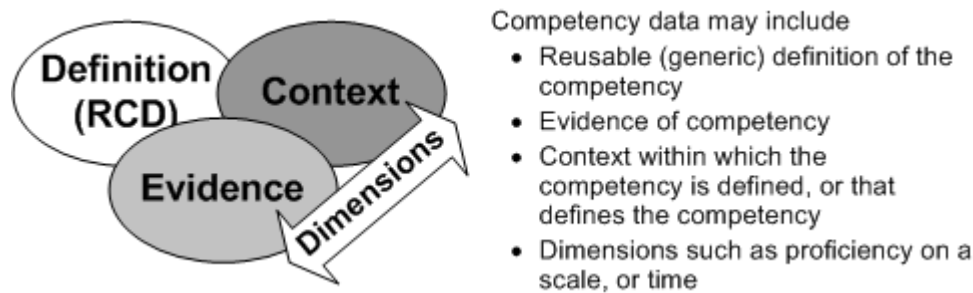 Definition
(RCD)
Context
Evidence
Dimensions
Competency data may include
• Reusable (generic) definition of the
competency
• Evidence of competency
• Context within which the
competency is defined, or that
defines the competency
• Dimensions such as proficiency on a
scale, or time